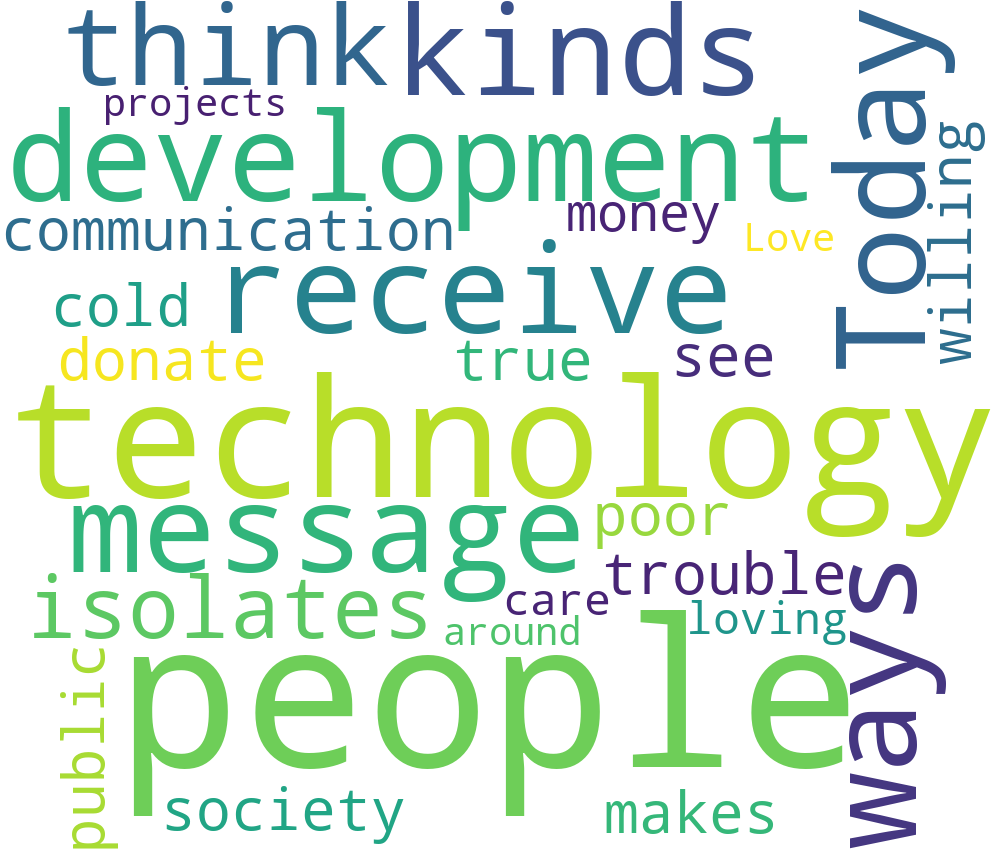 think
kinds
Today
projects
development
willing
communication
money
Love
receive
cold
donate
true
see
technology
message
poor
trouble
isolates
care
loving
around
ways
people
public
society
makes